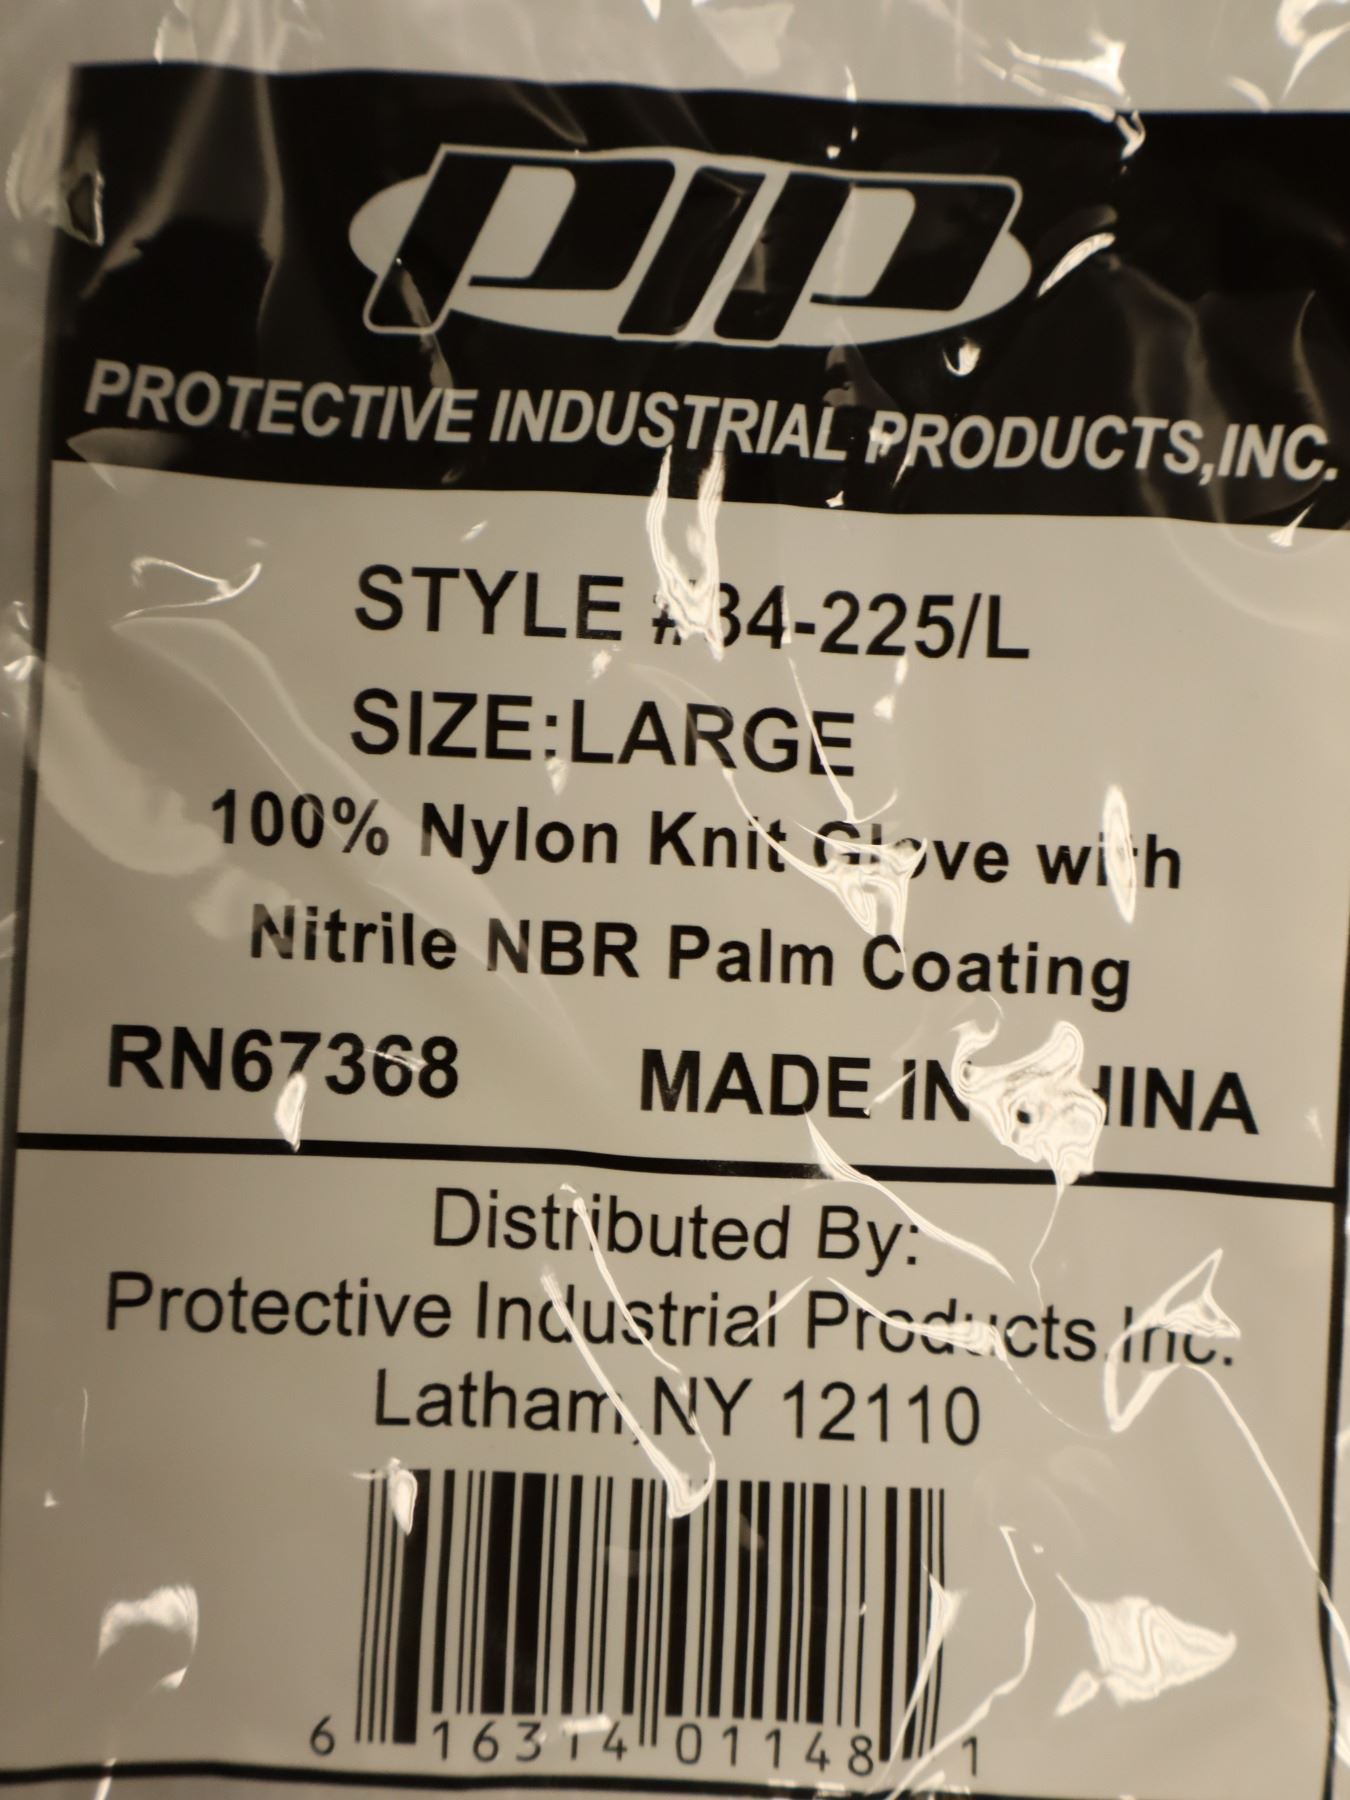 PIP
PROTECTIVE INDUSTRIAL PRODUCTS,INC.
STYLE #34-225/L
SIZE:LARGE
100% Nylon Knit Glove with
Nitrile NBR Palm Coating
RN67368 MADE IN CHINA
Distributed By:
Protective Industrial Products,Inc.
Latham,NY 12110
6 16314 01148 1